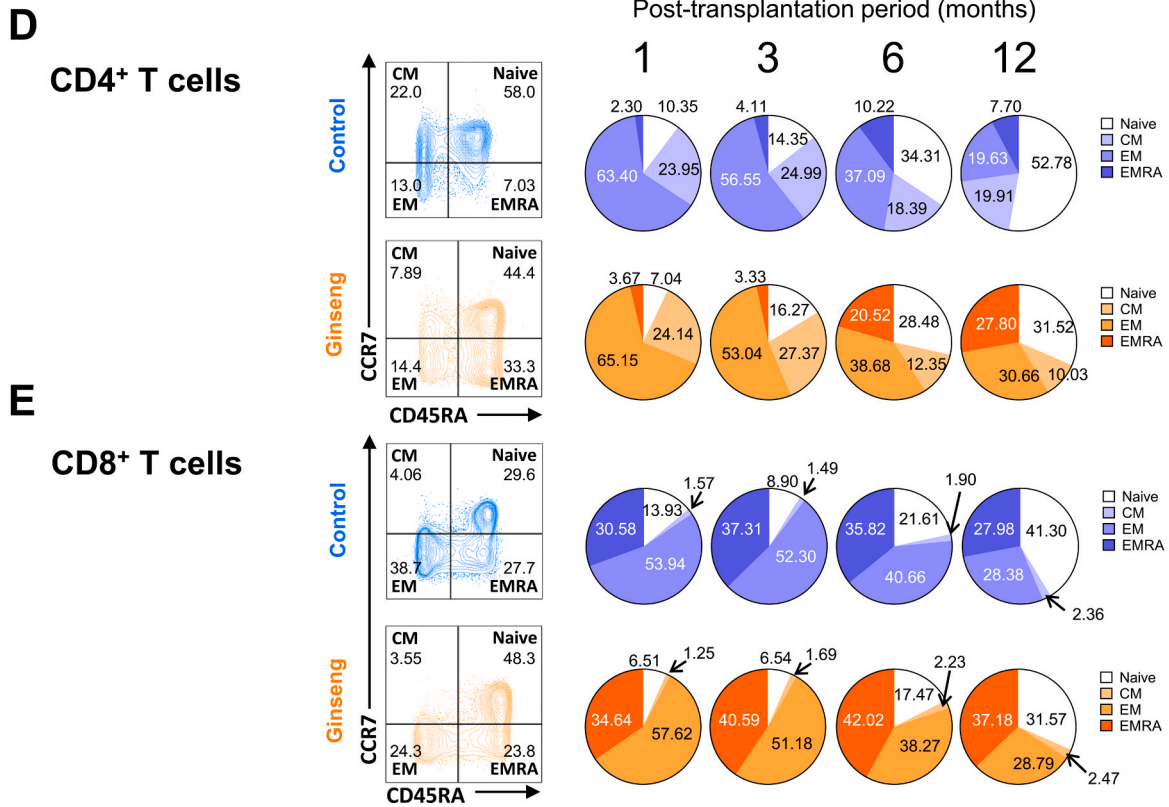 D
CD4⁺ T cells
Post-transplantation period (months)
1 3 6 12
Control
CM Naive
22.0 58.0
13.0 7.03
EM EMRA
2.30 10.35
23.95
63.40
4.11
14.35
24.99
56.55
10.22
34.31
37.09
18.39
7.70
19.63 52.78
19.91
Naive
CM
EM
EMRA
Ginseng
CM Naive
7.89 44.4
14.4 33.3
EM EMRA
CCR7
CD45RA
3.67 7.04
24.14
65.15
3.33
16.27
27.37
53.04
20.52 28.48
12.35
38.68
27.80 31.52
30.66 10.03
Naive
CM
EM
EMRA
E
CD8⁺ T cells
Control
CM Naive
4.06 29.6
38.7 27.7
EM EMRA
1.57
13.93
30.58
53.94
1.49
8.90
37.31
52.30
1.90
21.61
35.82
40.66
27.98 41.30
28.38
2.36
Naive
CM
EM
EMRA
Ginseng
CM Naive
3.55 48.3
24.3 23.8
EM EMRA
CCR7
CD45RA
6.51 1.25
34.64
57.62
6.54 1.69
40.59
51.18
2.23
17.47
42.02
38.27
37.18 31.57
28.79
2.47
Naive
CM
EM
EMRA